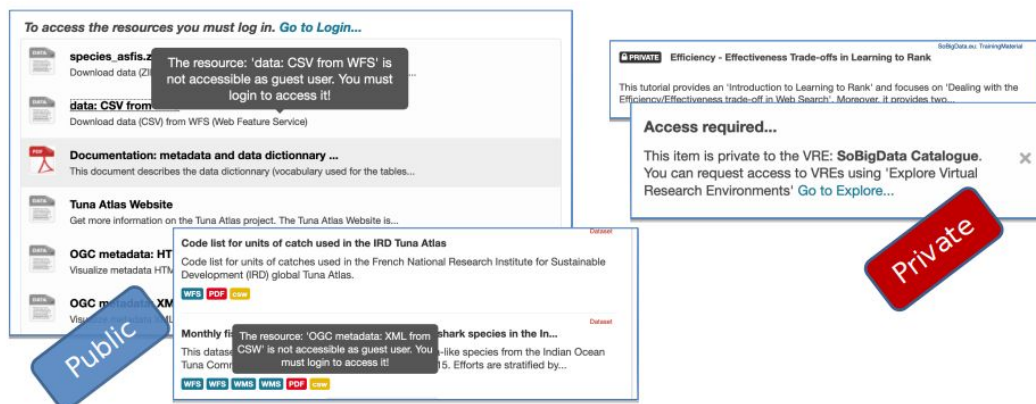 To access the resources you must log in. Go to Login...
DATA
species_asfis.z
Download data (ZI
The resource: 'data: CSV from WFS' is
not accessible as guest user. You must
login to access it!
DATA
data: CSV from
Download data (CSV) from WFS (Web Feature Service)
PDF
Documentation: metadata and data dictionnary ...
This document describes the data dictionary (vocabulary used for the tables...
DATA
Tuna Atlas Website
Get more information on the Tuna Atlas project. The Tuna Atlas Website is...
DATA
OGC metadata: HT
Visualize metadata HTM
DATA
OGC m XM
Public
Dataset
Code list for units of catch used in the IRD Tuna Atlas
Code list for units of catches used in the French National Research Institute for Sustainable
Development (IRD) global Tuna Atlas.
WFS PDF csw
Dataset
Monthly fis shark species in the In...
The resource: 'OGC metadata: XML from
CSW' is not accessible as guest user. You
must login to access it!
This datase -like species from the Indian Ocean
Tuna Comm 15. Efforts are stratified by...
WFS WFS WMS WMS PDF csw
SoBigData.eu: TrainingMaterial
PRIVATE Efficiency - Effectiveness Trade-offs in Learning to Rank
This tutorial provides an 'Introduction to Learning to Rank' and focuses on 'Dealing with the
Efficiency/Effectiveness trade-off in Web Search'. Moreover, it provides two...
Access required...
This item is private to the VRE: SoBigData Catalogue.
You can request access to VREs using 'Explore Virtual
Research Environments' Go to Explore...
Private